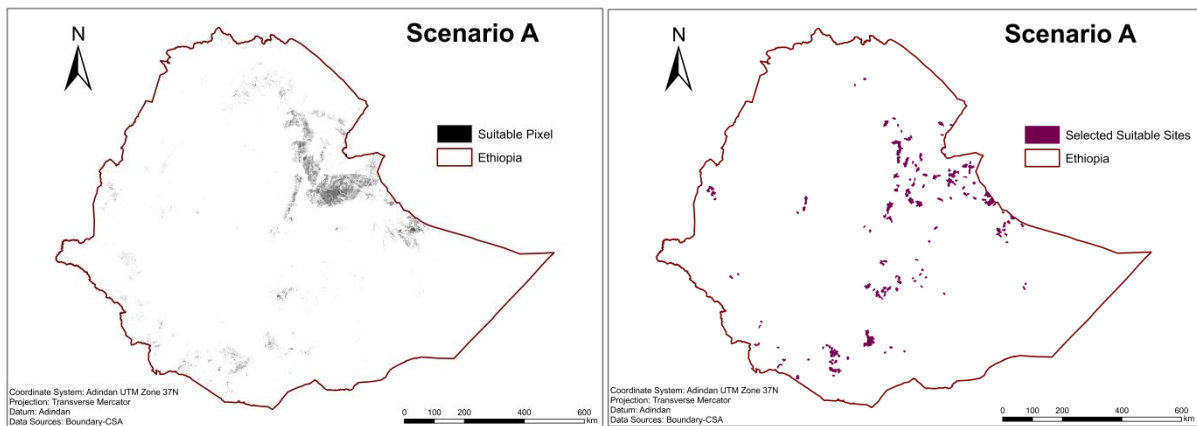 Scenario A
N
Suitable Pixel
Ethiopia
Coordinate System: Adindan UTM Zone 37N
Projection: Transverse Mercator
Datum: Adindan
Data Sources: Boundary-CSA
0 100 200 400 600
km
Scenario A
N
Selected Suitable Sites
Ethiopia
Coordinate System: Adindan UTM Zone 37N
Projection: Transverse Mercator
Datum: Adindan
Data Sources: Boundary-CSA
0 100 200 400 600
km